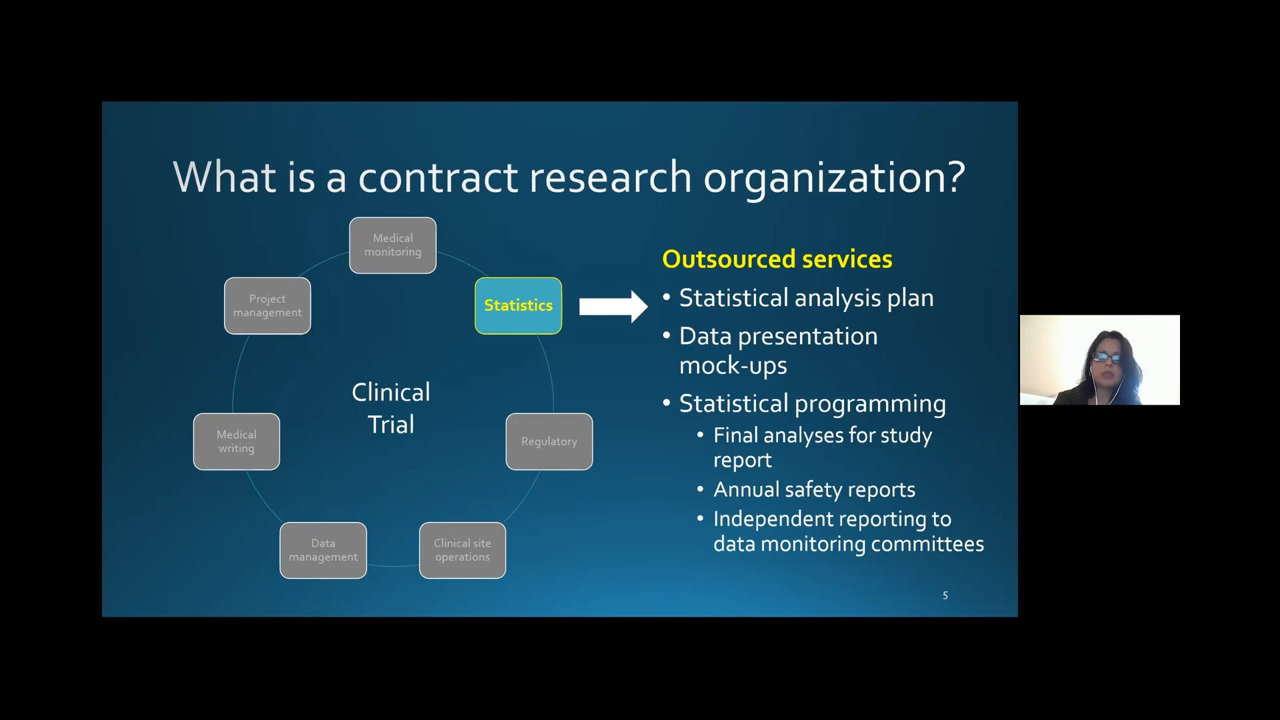 What is a contract research organization?
Medical
monitoring
Project
management
Statistics
Clinical
Trial
Medical
writing
Regulatory
Data
management
Clinical site
operations
Outsourced services
• Statistical analysis plan
• Data presentation
mock-ups
• Statistical programming
• Final analyses for study
report
• Annual safety reports
• Independent reporting to
data monitoring committees
5